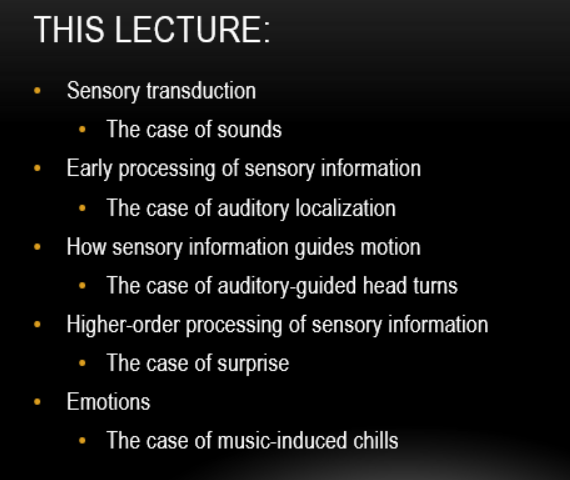 THIS LECTURE:
• Sensory transduction
• The case of sounds
• Early processing of sensory information
• The case of auditory localization
• How sensory information guides motion
• The case of auditory-guided head turns
• Higher-order processing of sensory information
• The case of surprise
• Emotions
• The case of music-induced chills